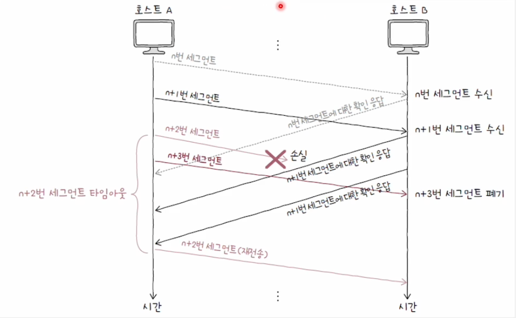 호스트 A
호스트 B
n번 세그먼트
n번 세그먼트 수신
n+1번 세그먼트
n번 세그먼트에 대한 확인 응답
n+1번 세그먼트 수신
n+2번 세그먼트
손실
n+3번 세그먼트
n+1번 세그먼트에 대한 확인 응답
n+2번 세그먼트 타임아웃
n+1번 세그먼트에 대한 확인 응답
n+3번 세그먼트 폐기
n+2번 세그먼트(재전송)
시간
시간